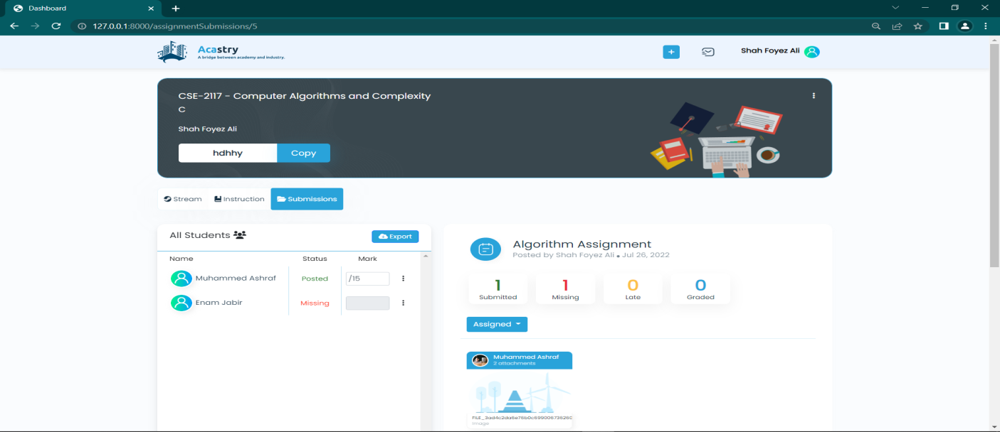 Dashboard
127.0.0.1:8000/assignmentSubmissions/5
Acastry
A bridge between academy and industry.
Shah Foyez Ali
CSE-2117 - Computer Algorithms and Complexity
C
Shah Foyez Ali
hdhhy Copy
Stream Instruction Submissions
All Students Export
Name Status Mark
Muhammed Ashraf Posted /15
Enam Jabir Missing
Algorithm Assignment
Posted by Shah Foyez Ali • Jul 26, 2022
1 1 0 0
Submitted Missing Late Graded
Assigned
Muhammed Ashraf
2 attachments
Image